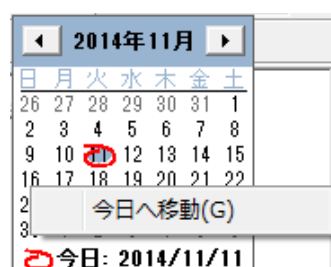 2014年11月
日 月 火 水 木 金 土
26 27 28 29 30 31 1
2 3 4 5 6 7 8
9 10 11 12 13 14 15
16 17 18 19 20 21 22
今日へ移動(G)
今日: 2014/11/11